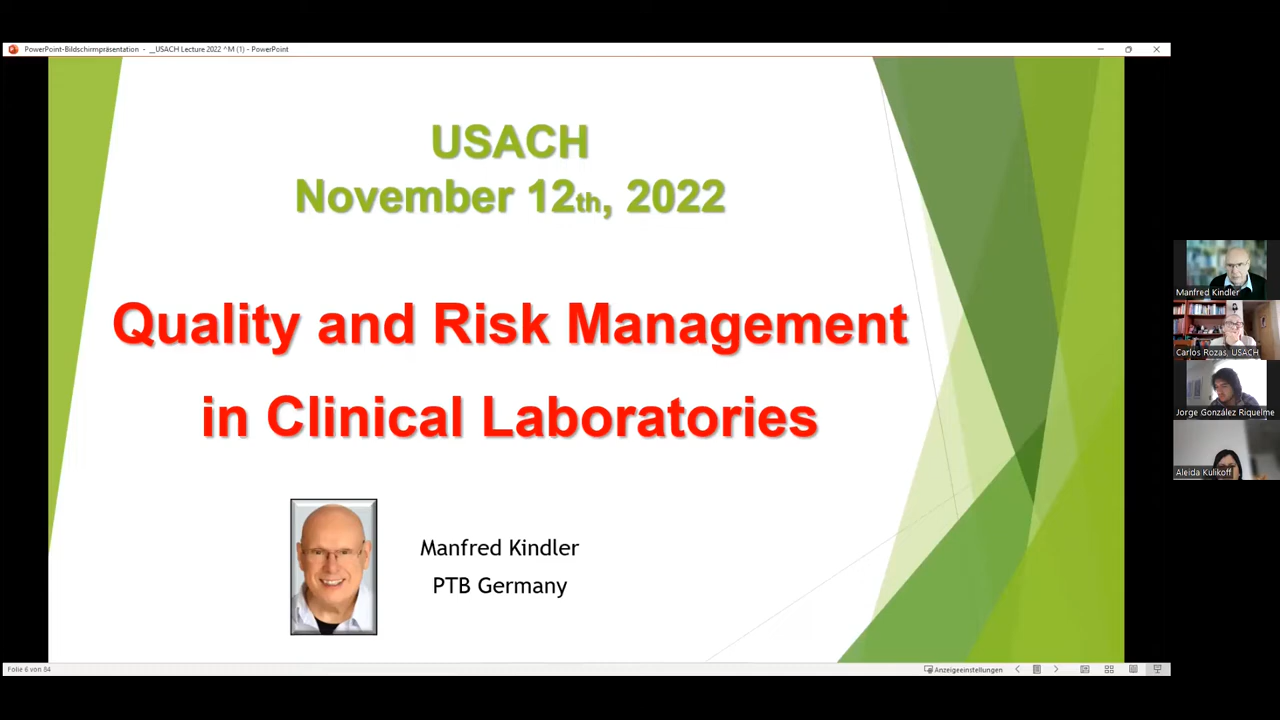 PowerPoint-Bildschirmpräsentation - __USACH Lecture 2022 ^M (1) - PowerPoint
USACH
November 12th, 2022
Quality and Risk Management
in Clinical Laboratories
Manfred Kindler
PTB Germany
Manfred Kindler
Carlos Rozas, USACH
Jorge González Riquelme
Aleida Kulikoff
Folie 6 von 84
Anzeigeeinstellungen